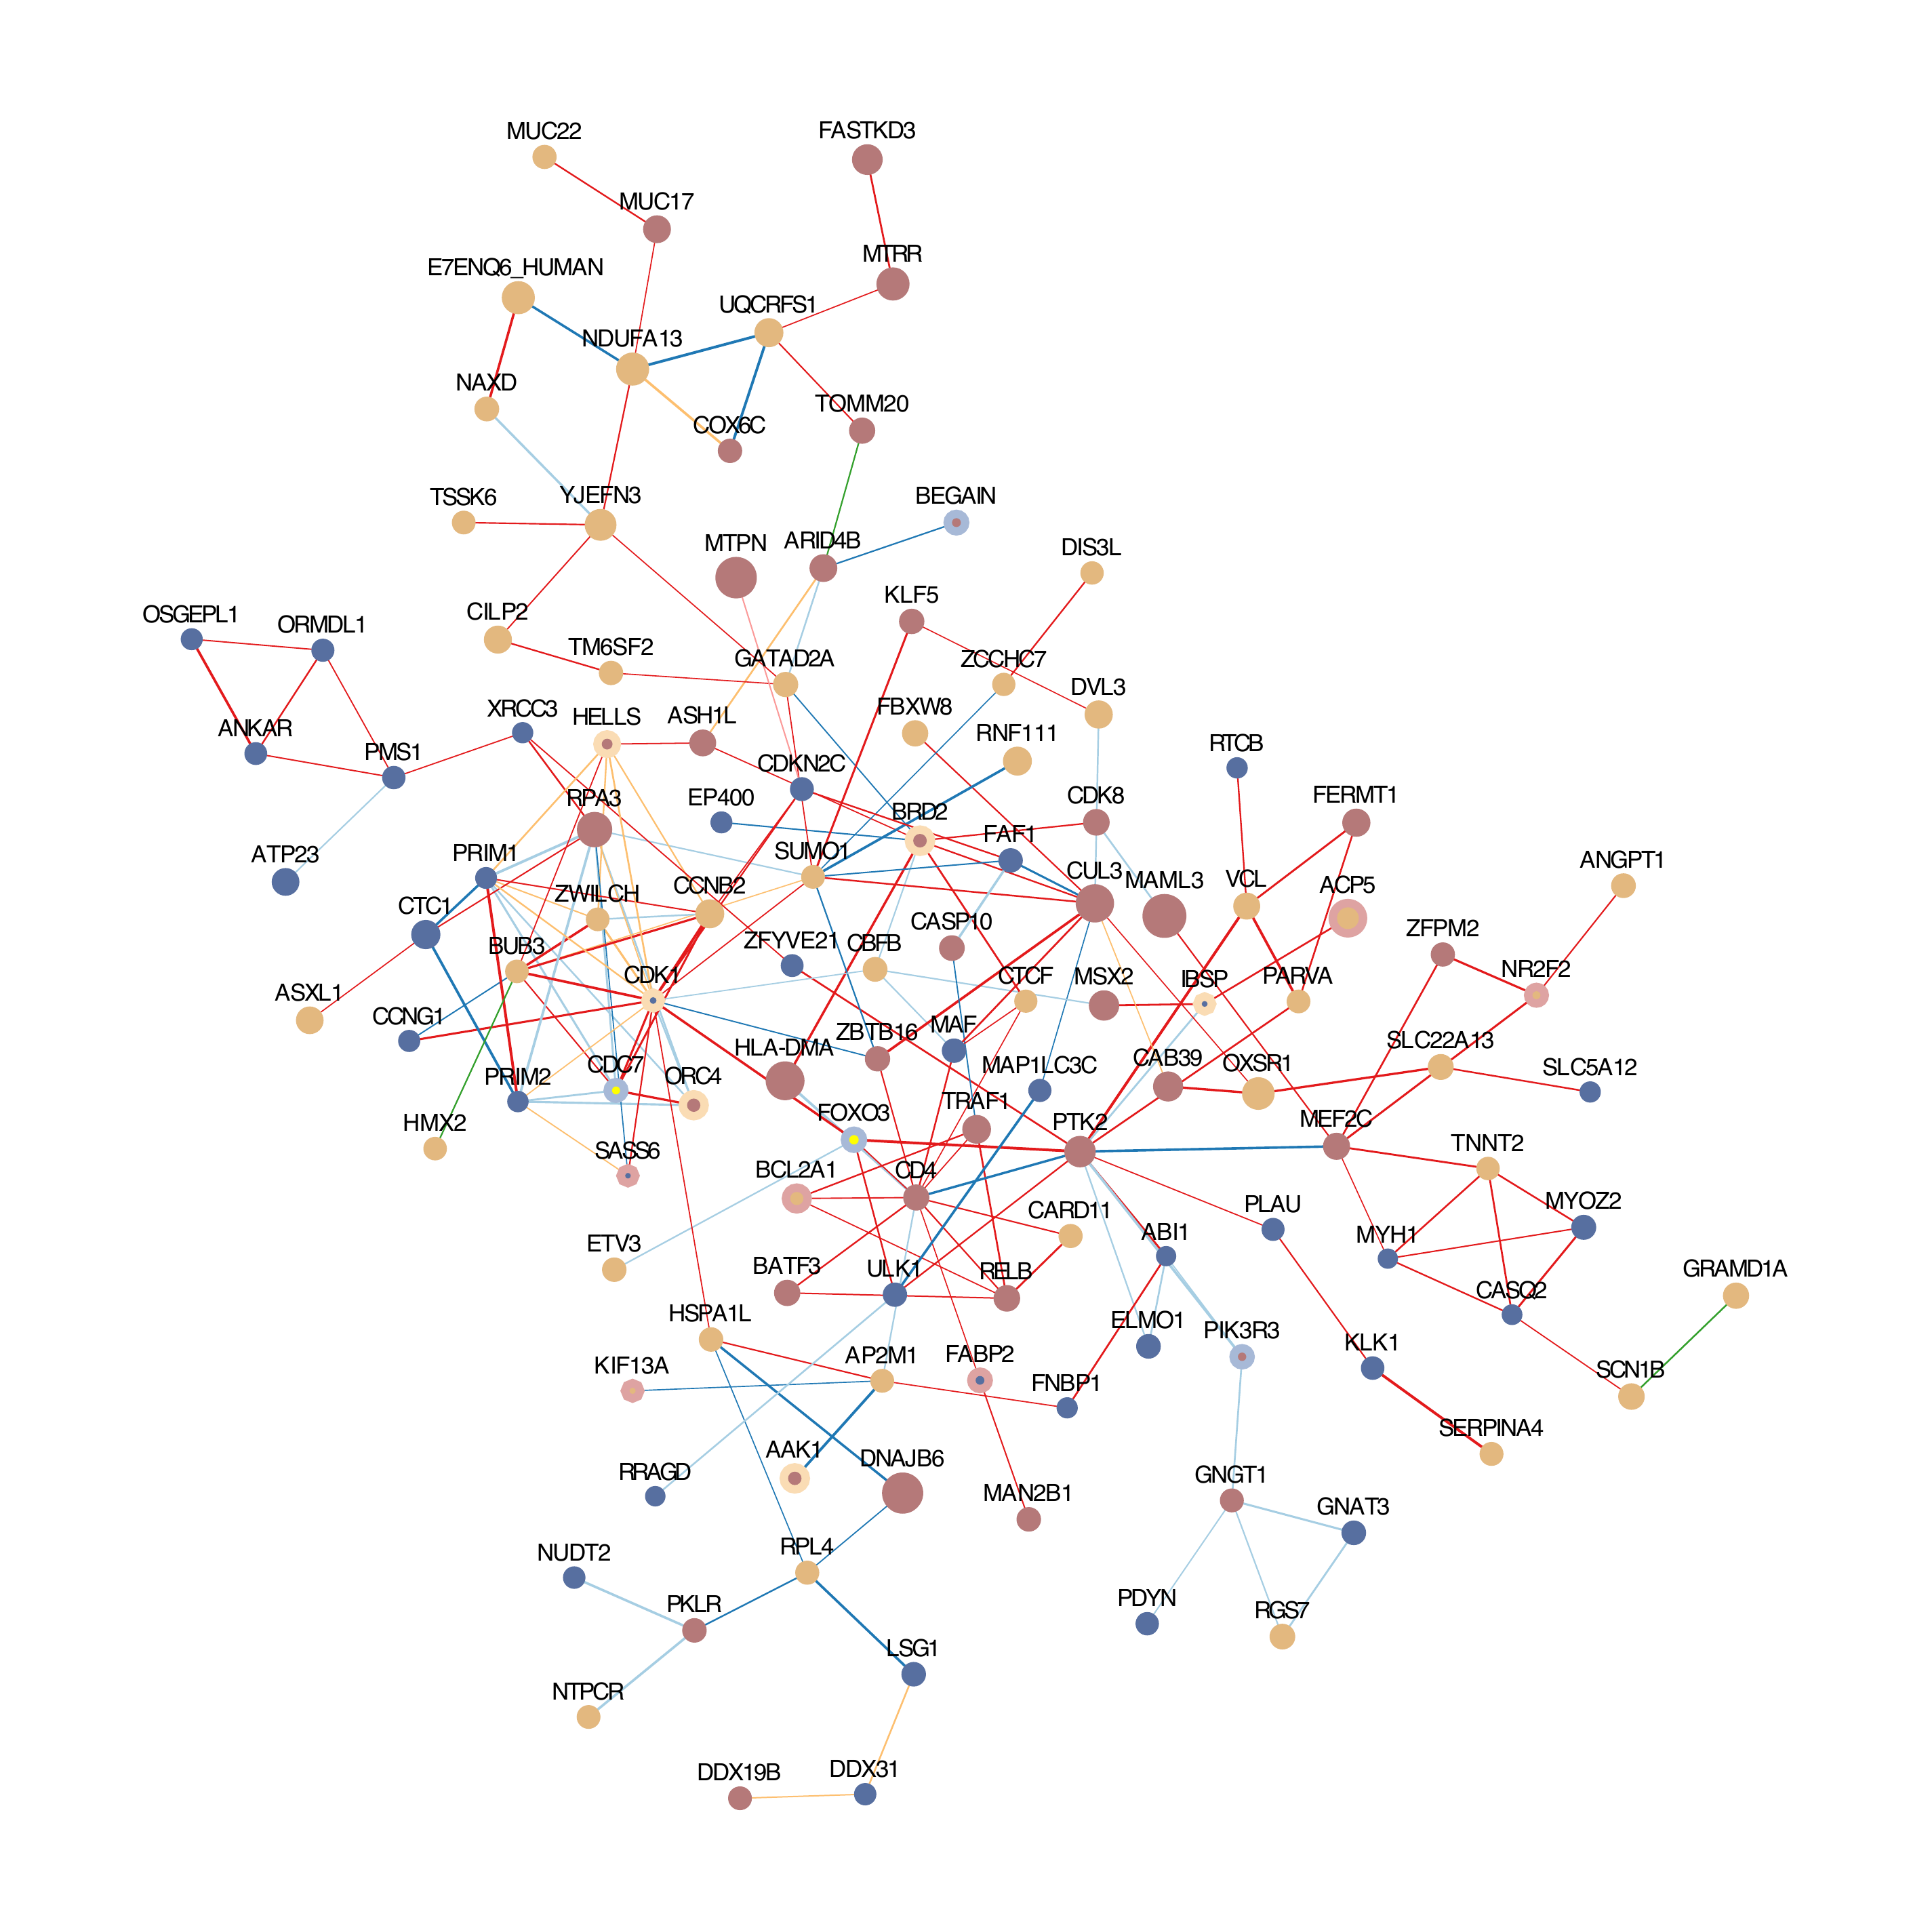 MUC22
FASTKD3
MUC17
MTRR
E7ENQ6_HUMAN
UQCRFS1
NDUFA13
NAXD
TOMM20
COX6C
TSSK6
YJEFN3
BEGAIN
MTPN
ARID4B
DIS3L
KLF5
OSGEPL1
ORMDL1
CILP2
TM6SF2
GATAD2A
ZCCHC7
DVL3
XRCC3
HELLS
ASH1L
FBXW8
RNF111
ANKAR
PMS1
CDKN2C
RTCB
RPA3
EP400
BRD2
CDK8
FERMT1
FAF1
ATP23
PRIM1
SUMO1
ANGPT1
CUL3
MAML3
VCL
ACP5
ZWILCH
CCNB2
CTC1
CASP10
ZFPM2
BUB3
ZFYVE21
CBFB
CDK1
CTCF
MSX2
IBSP
PARVA
NR2F2
ASXL1
CCNG1
ZBTB16
MAF
SLC22A13
HLA-DMA
MAP1LC3C
CAB39
OXSR1
SLC5A12
PRIM2
CDC7
ORC4
HMX2
FOXO3
TRAF1
PTK2
MEF2C
TNNT2
SASS6
BCL2A1
CD4
CARD11
PLAU
MYOZ2
ETV3
ABI1
MYH1
BATF3
ULK1
RELB
GRAMD1A
CASQ2
HSPA1L
ELMO1
PIK3R3
KIF13A
AP2M1
FABP2
FNBP1
KLK1
SCN1B
SERPINA4
AAK1
DNAJB6
RRAGD
MAN2B1
GNGT1
GNAT3
RPL4
NUDT2
PKLR
PDYN
RGS7
LSG1
NTPCR
DDX19B
DDX31